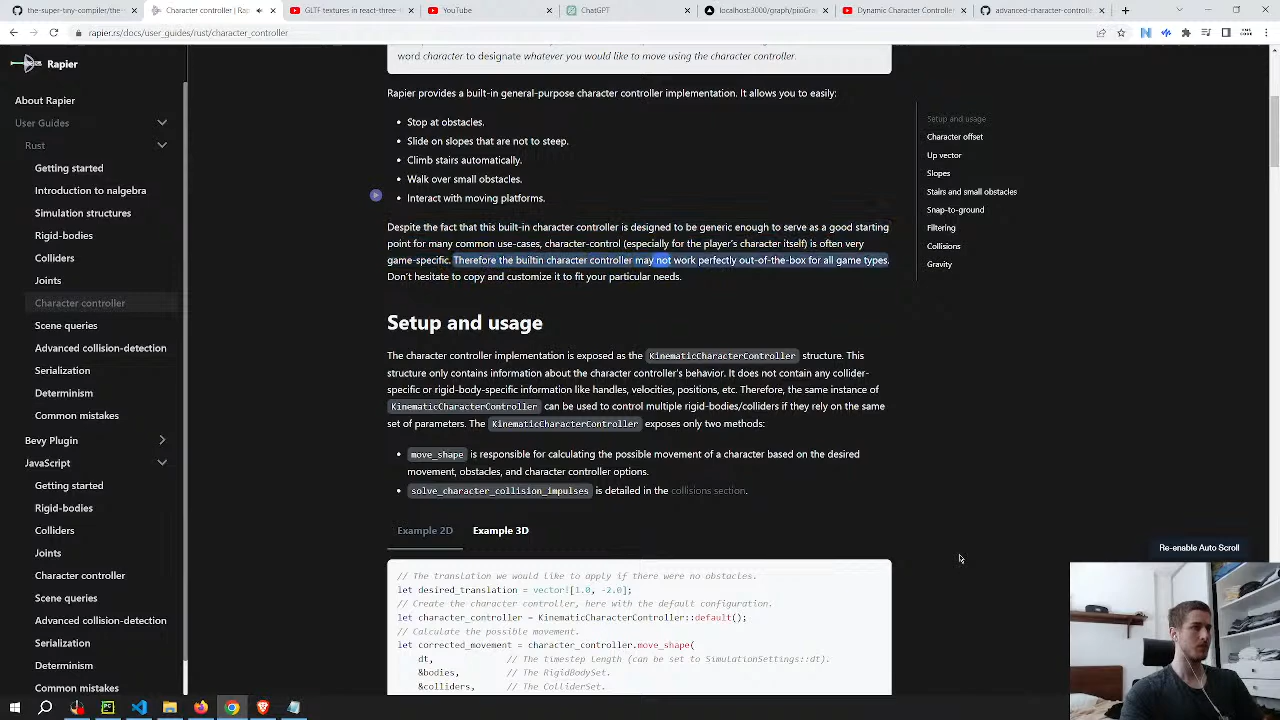 the-super-tiny-compiler/the-
Character controller | Rap
GLTF textures in react-three-
YouTube
ChatGPT
localhost:3000/graph/pixiGra
Dynamic Character Controlle
advanced-character-controlle
rapier.rs/docs/user_guides/rust/character_controller
Rapier
About Rapier
User Guides
Rust
Getting started
Introduction to nalgebra
Simulation structures
Rigid-bodies
Colliders
Joints
Character controller
Scene queries
Advanced collision-detection
Serialization
Determinism
Common mistakes
Bevy Plugin
JavaScript
Getting started
Rigid-bodies
Colliders
Joints
Character controller
Scene queries
Advanced collision-detection
Serialization
Determinism
Common mistakes
word character to designate whatever you would like to move using the character controller.
Rapier provides a built-in general-purpose character controller implementation. It allows you to easily:
• Stop at obstacles.
• Slide on slopes that are not to steep.
• Climb stairs automatically.
• Walk over small obstacles.
• Interact with moving platforms.
Despite the fact that this built-in character controller is designed to be generic enough to serve as a good starting
point for many common use-cases, character-control (especially for the player's character itself) is often very
game-specific. Therefore the builtin character controller may not work perfectly out-of-the-box for all game types.
Don't hesitate to copy and customize it to fit your particular needs.
Setup and usage
The character controller implementation is exposed as the KinematicCharacterController structure. This
structure only contains information about the character controller's behavior. It does not contain any collider-
specific or rigid-body-specific information like handles, velocities, positions, etc. Therefore, the same instance of
KinematicCharacterController can be used to control multiple rigid-bodies/colliders if they rely on the same
set of parameters. The KinematicCharacterController exposes only two methods:
• move_shape is responsible for calculating the possible movement of a character based on the desired
movement, obstacles, and character controller options.
• solve_character_collision_impulses is detailed in the collisions section.
Example 2D
Example 3D
// The translation we would like to apply if there were no obstacles.
let desired_translation = vector![1.0, -2.0];
// Create the character controller, here with the default configuration.
let character_controller = KinematicCharacterController::default();
// Calculate the possible movement.
let corrected_movement = character_controller.move_shape(
dt, // The timestep length (can be set to SimulationSettings::dt).
&bodies, // The RigidBodySet.
&colliders, // The ColliderSet.
Setup and usage
Character offset
Up vector
Slopes
Stairs and small obstacles
Snap-to-ground
Filtering
Collisions
Gravity
Re-enable Auto Scroll